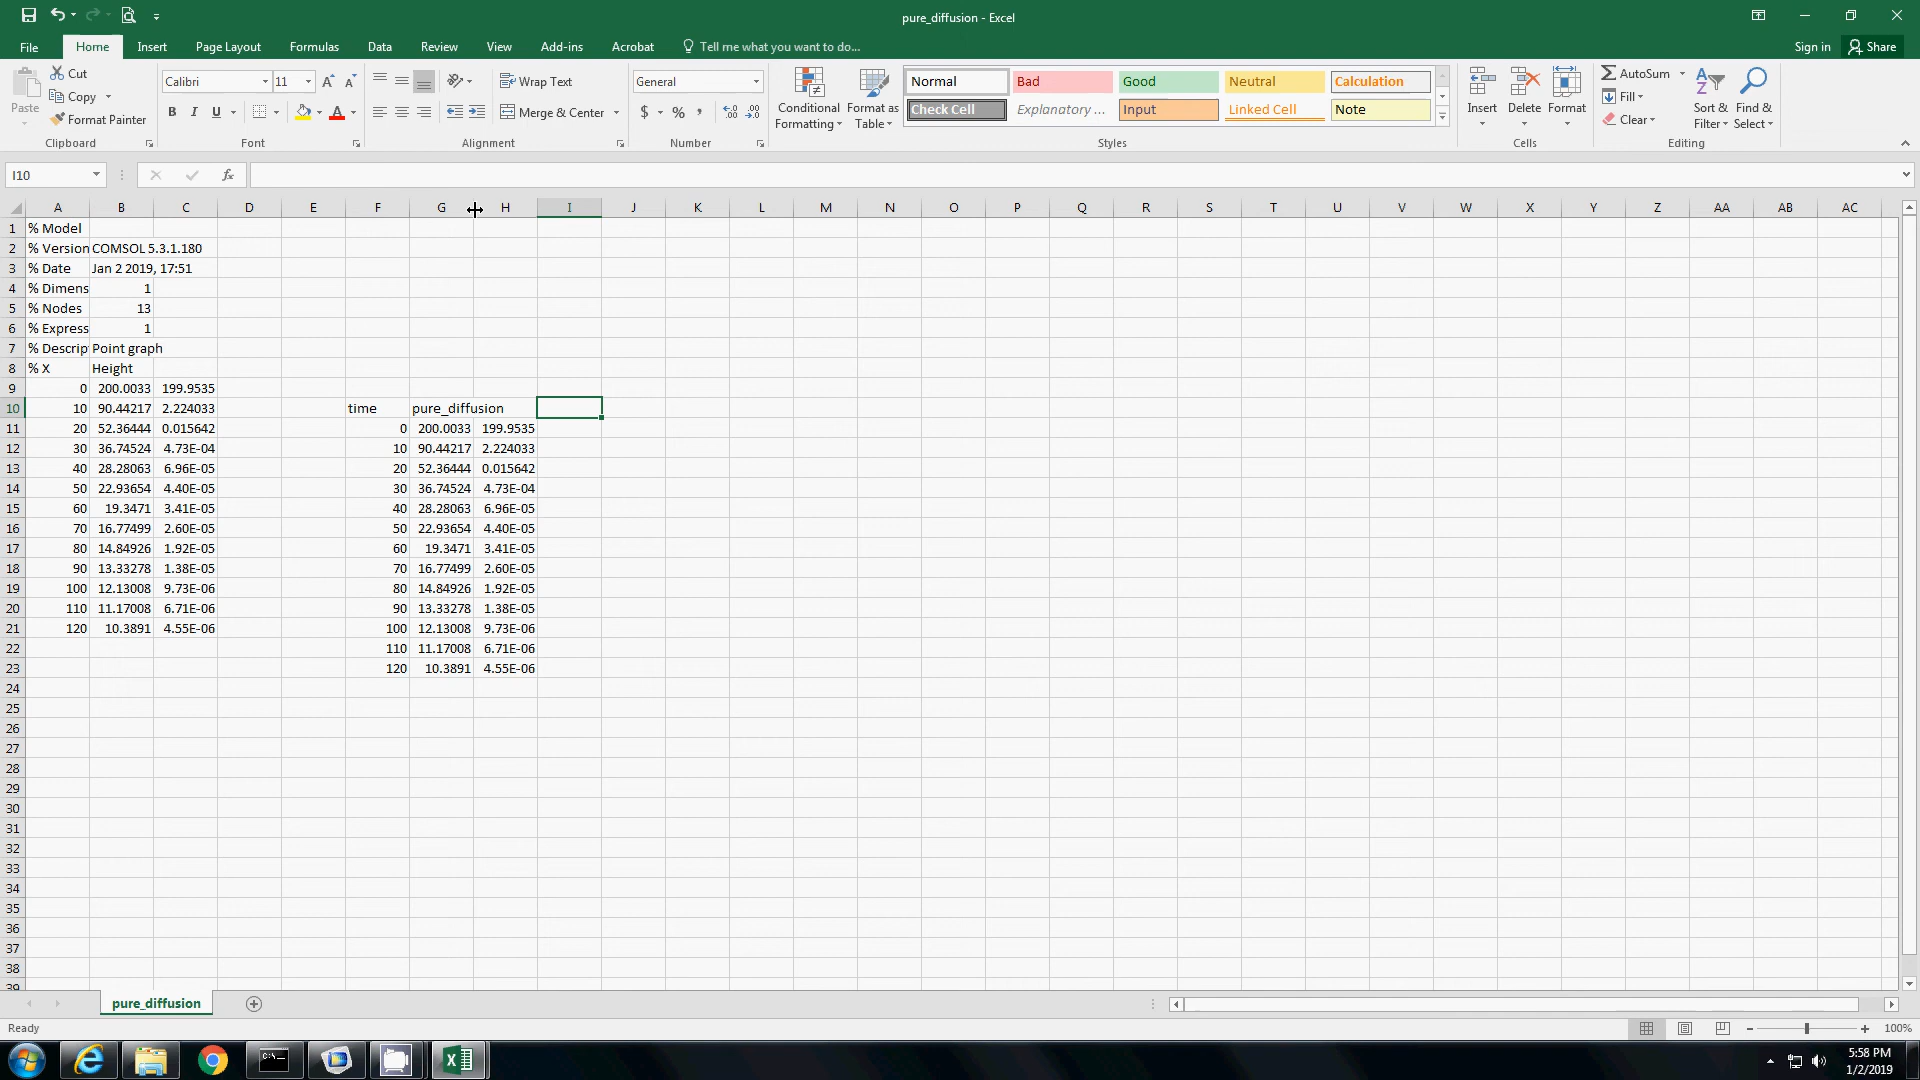 pure_diffusion - Excel
File Home Insert Page Layout Formulas Data Review View Add-ins Acrobat Tell me what you want to do... Sign in Share
Paste Cut Copy Format Painter Clipboard
Calibri 11 A A B I U A Font
Wrap Text Merge & Center Alignment
General $ % , Number
Conditional Formatting Format as Table
Normal Bad Good Neutral Calculation
Check Cell Explanatory ... Input Linked Cell Note
Styles
Insert Delete Format Cells
AutoSum Fill Clear Sort & Filter Find & Select Editing
I10 fx
A B C D E F G H I J K L M N O P Q R S T U V W X Y Z AA AB AC
1 % Model
2 % Version COMSOL 5.3.1.180
3 % Date Jan 2 2019, 17:51
4 % Dimens 1
5 % Nodes 13
6 % Express 1
7 % Descrip Point graph
8 % X Height
9 0 200.0033 199.9535
10 10 90.44217 2.224033 time pure_diffusion
11 20 52.36444 0.015642 0 200.0033 199.9535
12 30 36.74524 4.73E-04 10 90.44217 2.224033
13 40 28.28063 6.96E-05 20 52.36444 0.015642
14 50 22.93654 4.40E-05 30 36.74524 4.73E-04
15 60 19.3471 3.41E-05 40 28.28063 6.96E-05
16 70 16.77499 2.60E-05 50 22.93654 4.40E-05
17 80 14.84926 1.92E-05 60 19.3471 3.41E-05
18 90 13.33278 1.38E-05 70 16.77499 2.60E-05
19 100 12.13008 9.73E-06 80 14.84926 1.92E-05
20 110 11.17008 6.71E-06 90 13.33278 1.38E-05
21 120 10.3891 4.55E-06 100 12.13008 9.73E-06
22 110 11.17008 6.71E-06
23 120 10.3891 4.55E-06
24
25
26
27
28
29
30
31
32
33
34
35
36
37
38
39
pure_diffusion
Ready 100%
5:58 PM
1/2/2019